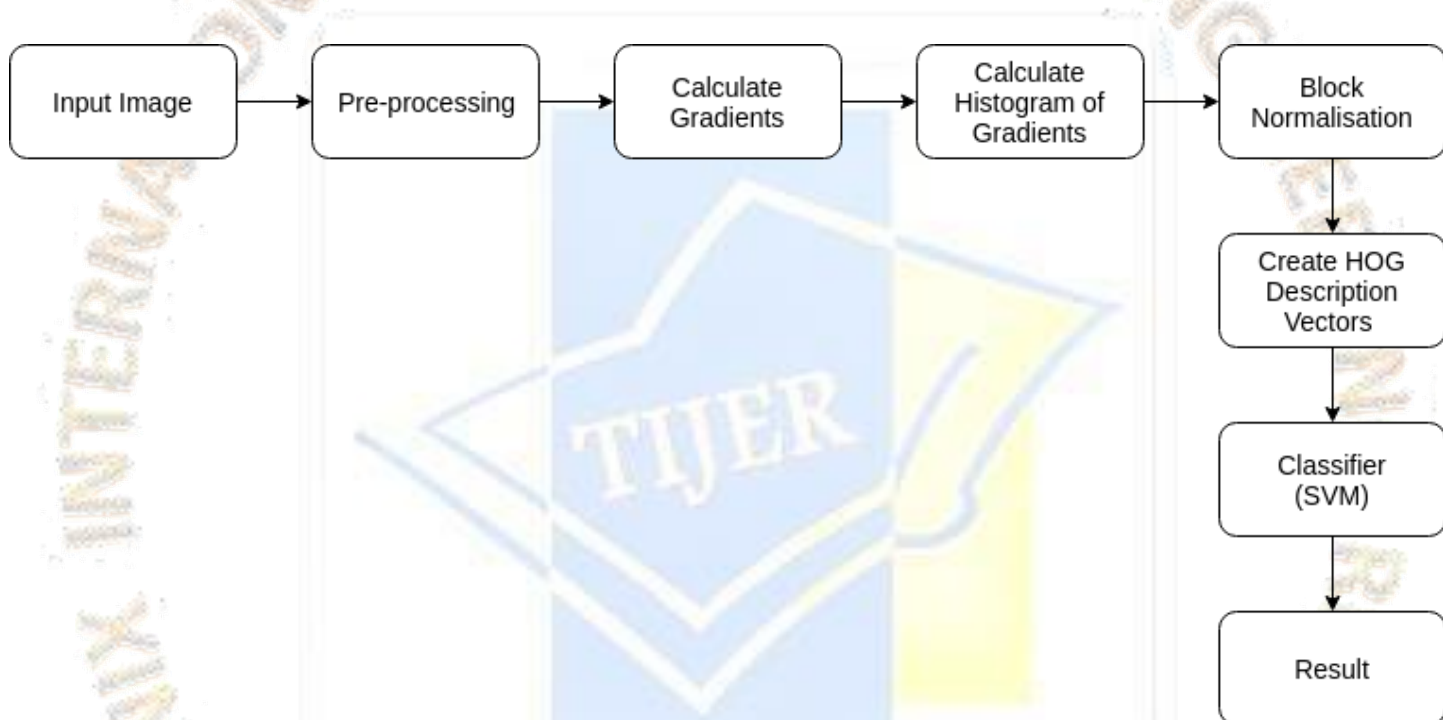 Input Image
Pre-processing
Calculate
Gradients
Calculate
Histogram of
Gradients
Block
Normalisation
Create HOG
Description
Vectors
Classifier
(SVM)
Result
TIJER